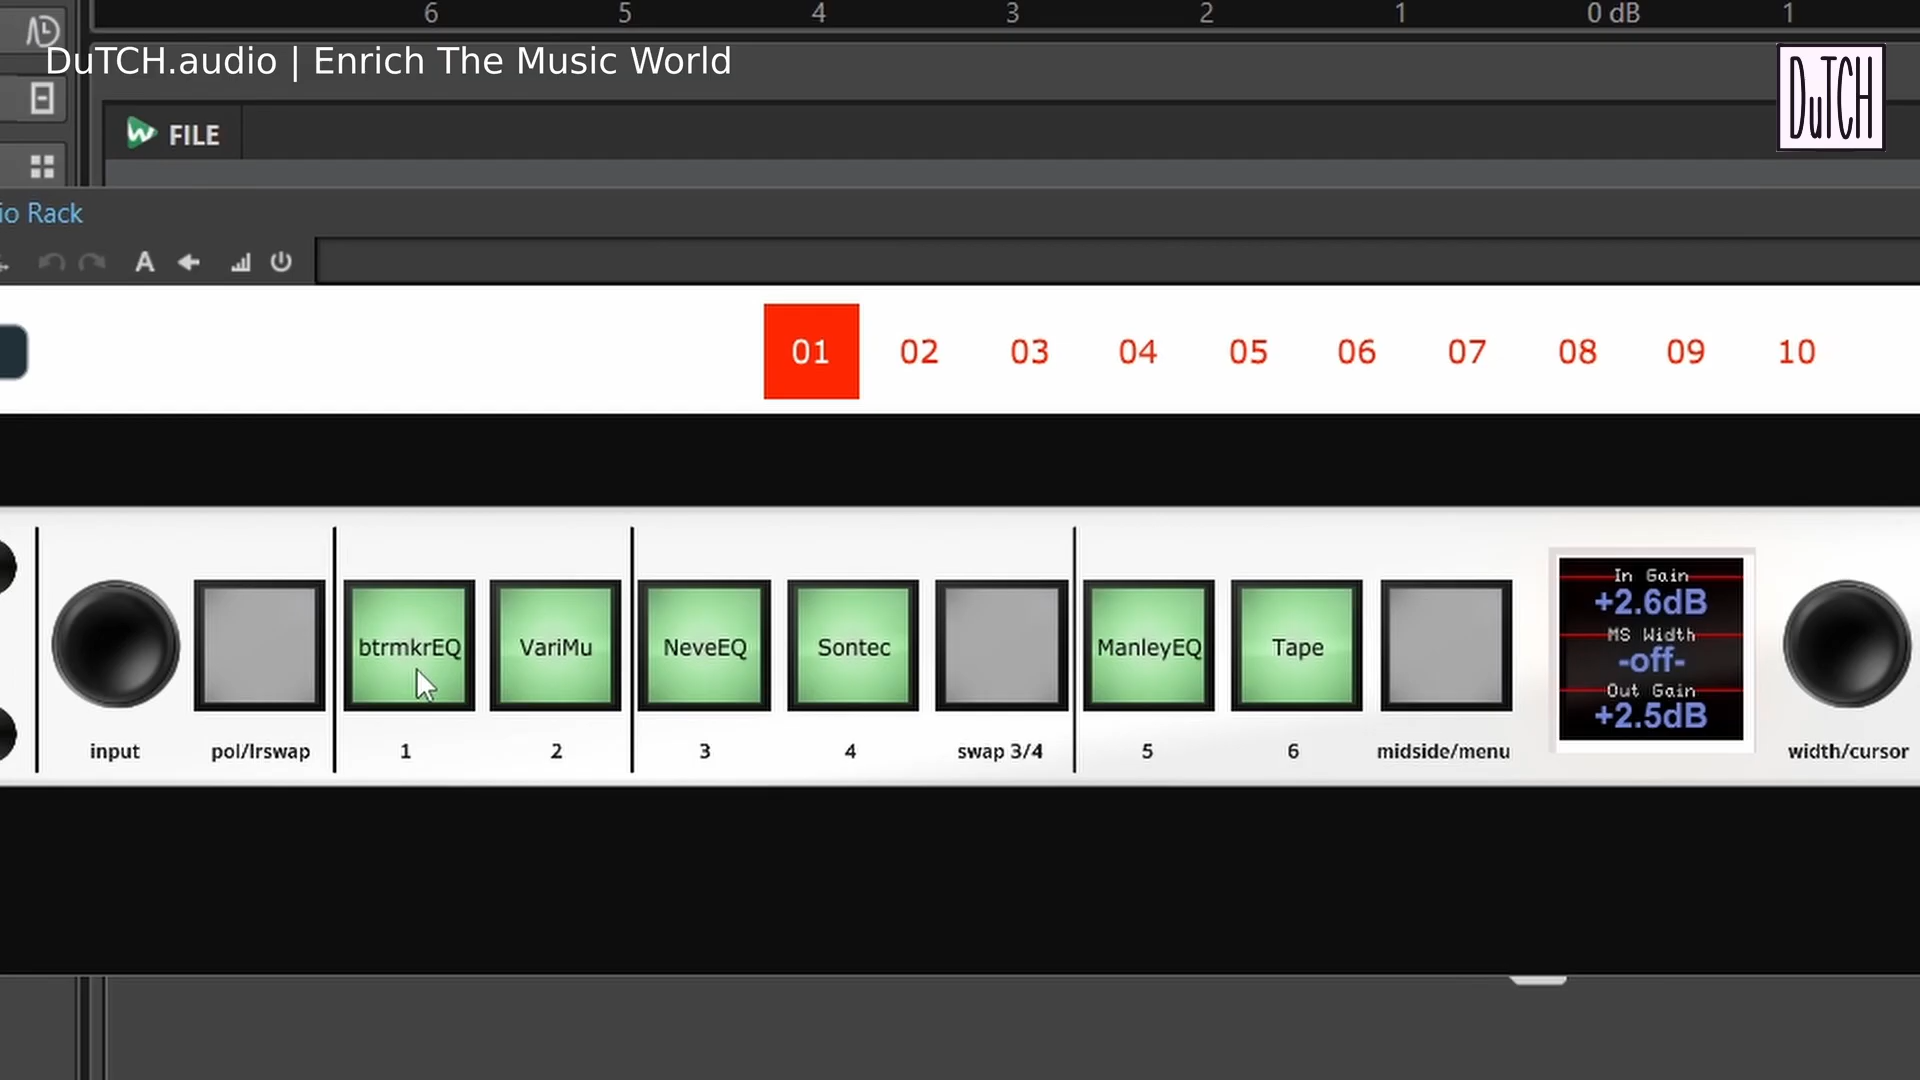 6 5 4 3 2 1 0 dB 1
DuTCH.audio | Enrich The Music World
DuTCH
FILE
io Rack
A
01 02 03 04 05 06 07 08 09 10
btrmkrEQ VariMu NeveEQ Sontec ManleyEQ Tape
In Gain
+2.6dB
MS Width
-off-
Out Gain
+2.5dB
input pol/lrswap 1 2 3 4 swap 3/4 5 6 midside/menu width/cursor